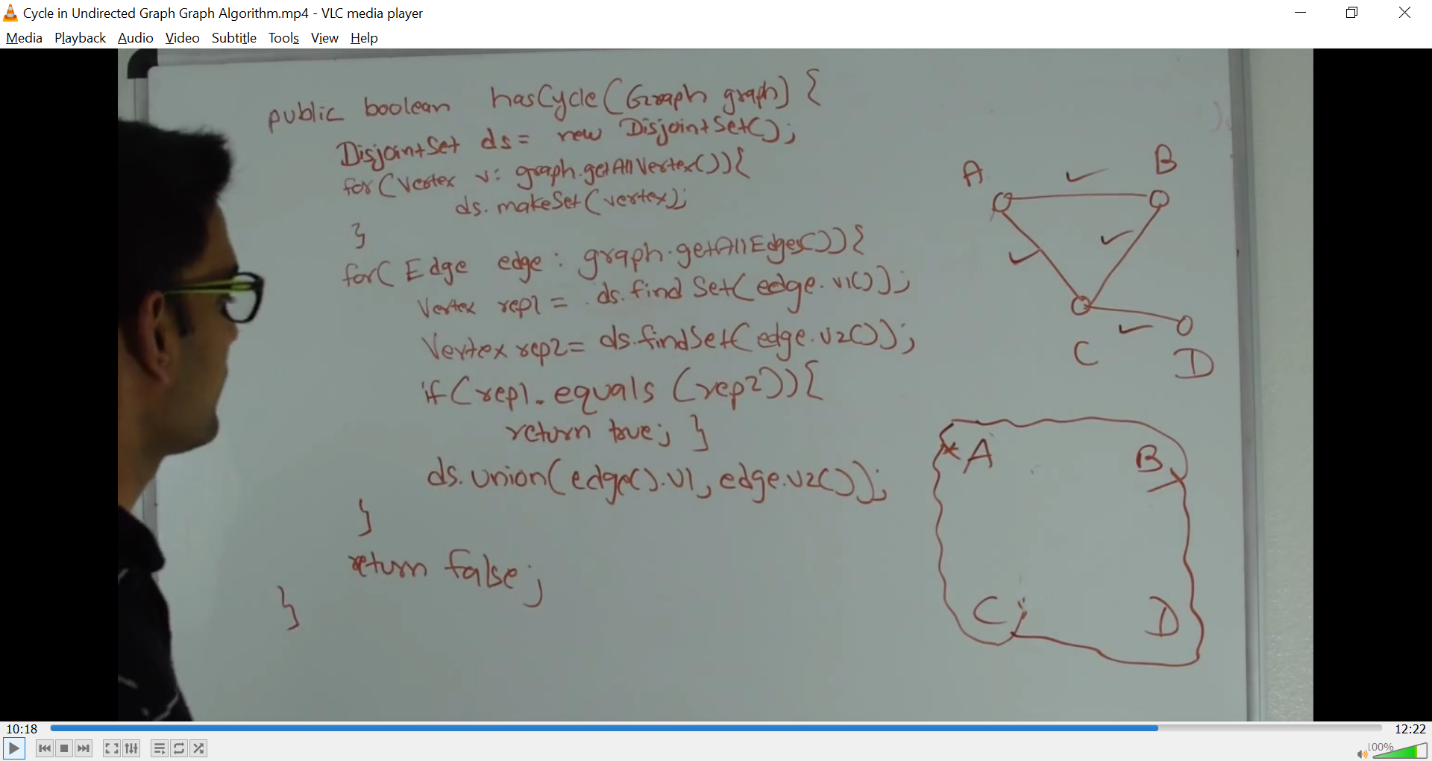 Cycle in Undirected Graph Graph Algorithm.mp4 - VLC media player
Media Playback Audio Video Subtitle Tools View Help
public boolean hasCycle(Graph graph) {
DisjointSet ds = new DisjointSet();
for(Vertex v: graph.getAllVertex()){
ds.makeSet(vertex);
}
for( Edge edge : graph.getAllEdges()){
Vertex rep1 = ds.find Set(edge.v1());
Vertex rep2 = ds.findSet(edge.v2());
if(rep1.equals (rep2)){
return true; }
ds.union(edge().v1, edge.v2());
}
return false;
}
A B
C
D
A B
C D
10:18 12:22
100%